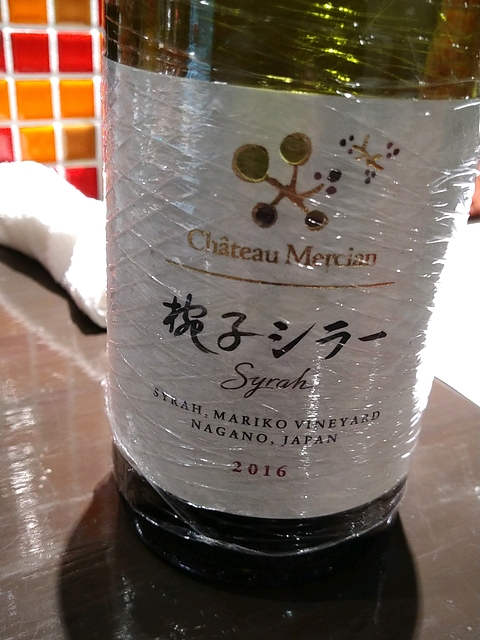 Château Mercian
椀子シラー
Syrah
SYRAH, MARIKO VINEYARD
NAGANO, JAPAN
2016